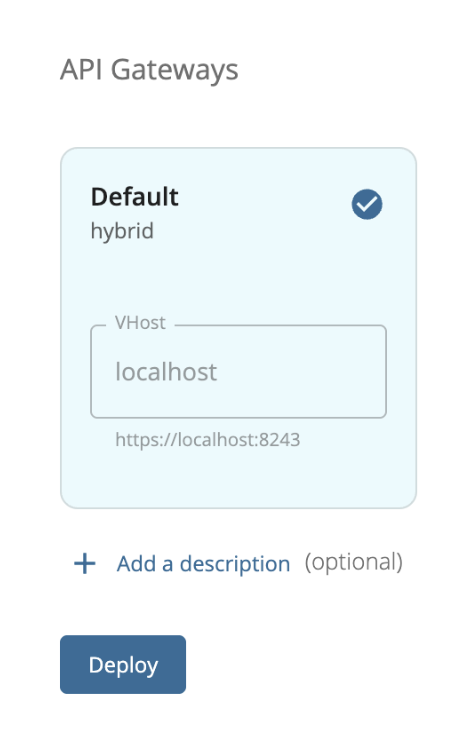 API Gateways
Default
hybrid
VHost
localhost
https://localhost:8243
Add a description (optional)
Deploy